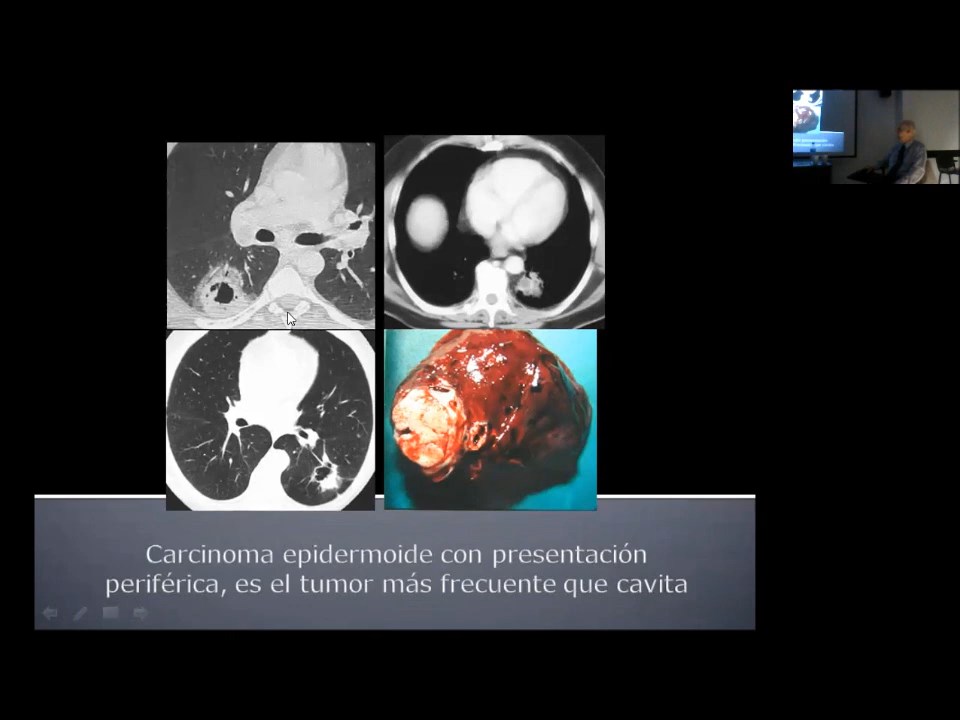 Carcinoma epidermoide con presentación
periférica, es el tumor más frecuente que cavita